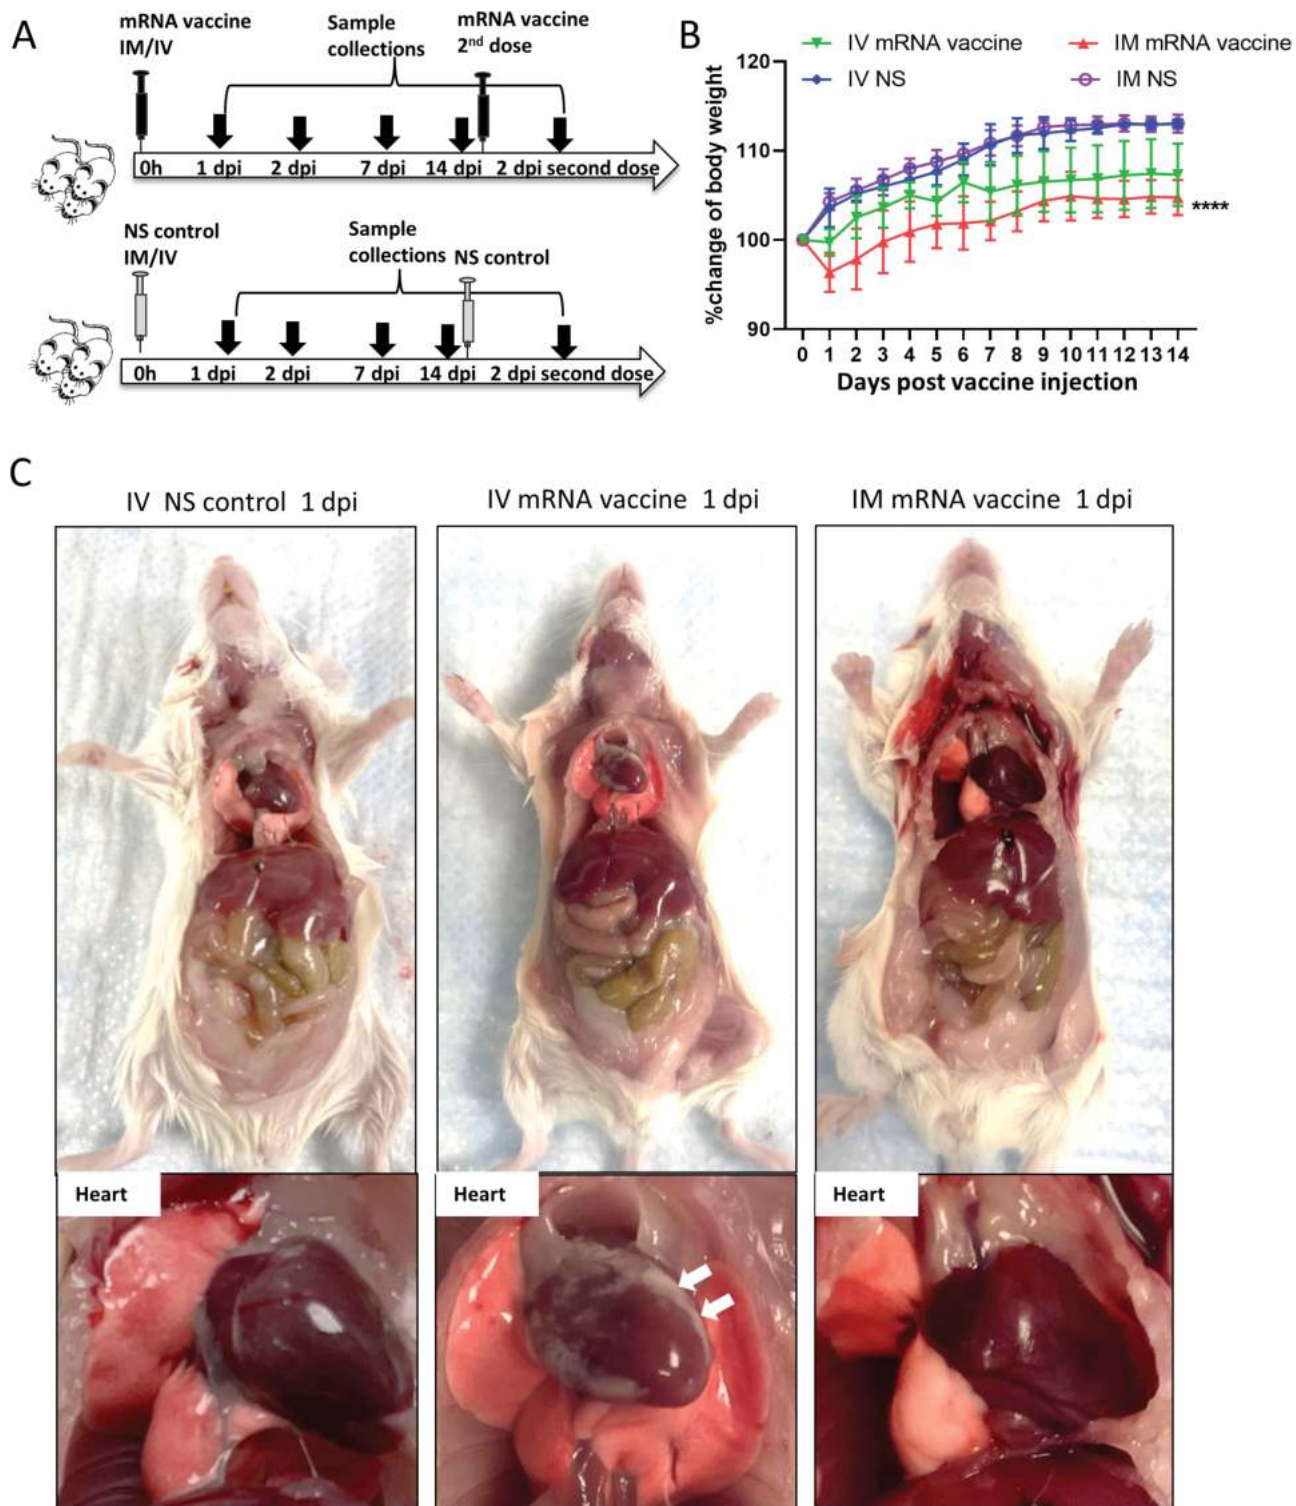 A
mRNA vaccine
IM/IV
Sample
collections
mRNA vaccine
2nd dose
0h 1 dpi 2 dpi 7 dpi 14 dpi 2 dpi second dose
NS control
IM/IV
Sample
collections
NS control
0h 1 dpi 2 dpi 7 dpi 14 dpi 2 dpi second dose
B
IV mRNA vaccine
IM mRNA vaccine
IV NS
IM NS
%change of body weight
120
110
100
90
****
0 1 2 3 4 5 6 7 8 9 10 11 12 13 14
Days post vaccine injection
C
IV NS control 1 dpi
IV mRNA vaccine 1 dpi
IM mRNA vaccine 1 dpi
Heart
Heart
Heart